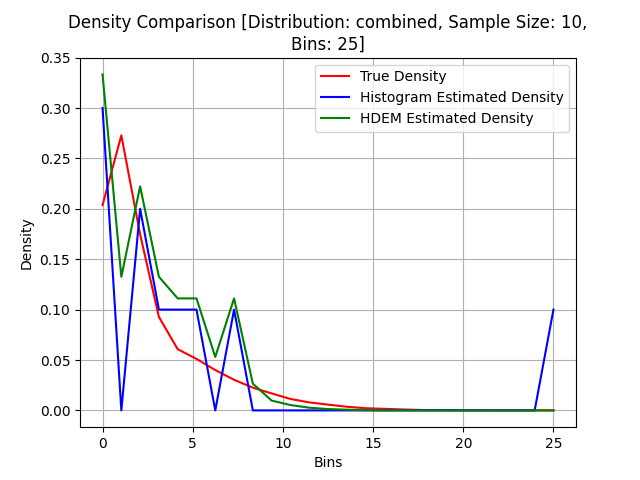 Density Comparison [Distribution: combined, Sample Size: 10,
Bins: 25]
True Density
Histogram Estimated Density
HDEM Estimated Density
Density
0.35
0.30
0.25
0.20
0.15
0.10
0.05
0.00
0 5 10 15 20 25
Bins